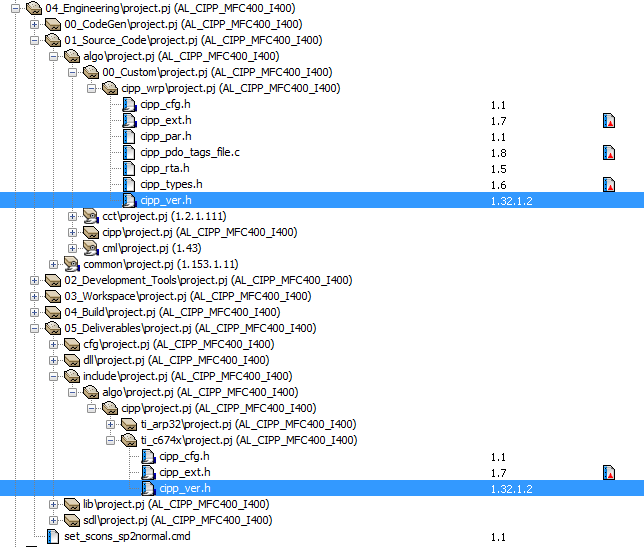 04_Engineering\project.pj (AL_CIPP_MFC400_I400)
00_CodeGen\project.pj (AL_CIPP_MFC400_I400)
01_Source_Code\project.pj (AL_CIPP_MFC400_I400)
algo\project.pj (AL_CIPP_MFC400_I400)
00_Custom\project.pj (AL_CIPP_MFC400_I400)
cipp_wrp\project.pj (AL_CIPP_MFC400_I400)
cipp_cfg.h 1.1
cipp_ext.h 1.7
cipp_par.h 1.1
cipp_pdo_tags_file.c 1.8
cipp_rta.h 1.5
cipp_types.h 1.6
cipp_ver.h 1.32.1.2
cct\project.pj (1.2.1.111)
cipp\project.pj (AL_CIPP_MFC400_I400)
cml\project.pj (1.43)
common\project.pj (1.153.1.11)
02_Development_Tools\project.pj (AL_CIPP_MFC400_I400)
03_Workspace\project.pj (AL_CIPP_MFC400_I400)
04_Build\project.pj (AL_CIPP_MFC400_I400)
05_Deliverables\project.pj (AL_CIPP_MFC400_I400)
cfg\project.pj (AL_CIPP_MFC400_I400)
dll\project.pj (AL_CIPP_MFC400_I400)
include\project.pj (AL_CIPP_MFC400_I400)
algo\project.pj (AL_CIPP_MFC400_I400)
cipp\project.pj (AL_CIPP_MFC400_I400)
ti_arp32\project.pj (AL_CIPP_MFC400_I400)
ti_c674x\project.pj (AL_CIPP_MFC400_I400)
cipp_cfg.h 1.1
cipp_ext.h 1.7
cipp_ver.h 1.32.1.2
lib\project.pj (AL_CIPP_MFC400_I400)
sdl\project.pj (AL_CIPP_MFC400_I400)
set_scons_sp2normal.cmd 1.1